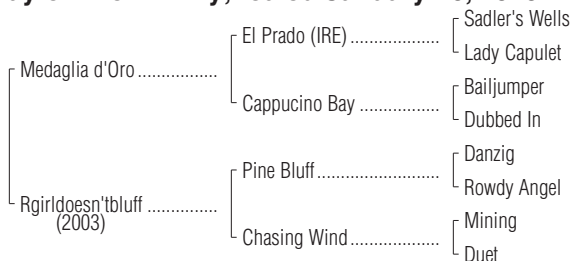 Sadler's Wells
El Prado (IRE) ....................
Lady Capulet
Medaglia d'Oro ................
Bailjumper
Cappucino Bay ..................
Dubbed In
Danzig
Pine Bluff....................
Rowdy Angel
Rgirldoesn'tbluff ..............
(2003)
Mining
Chasing Wind....................
Duet